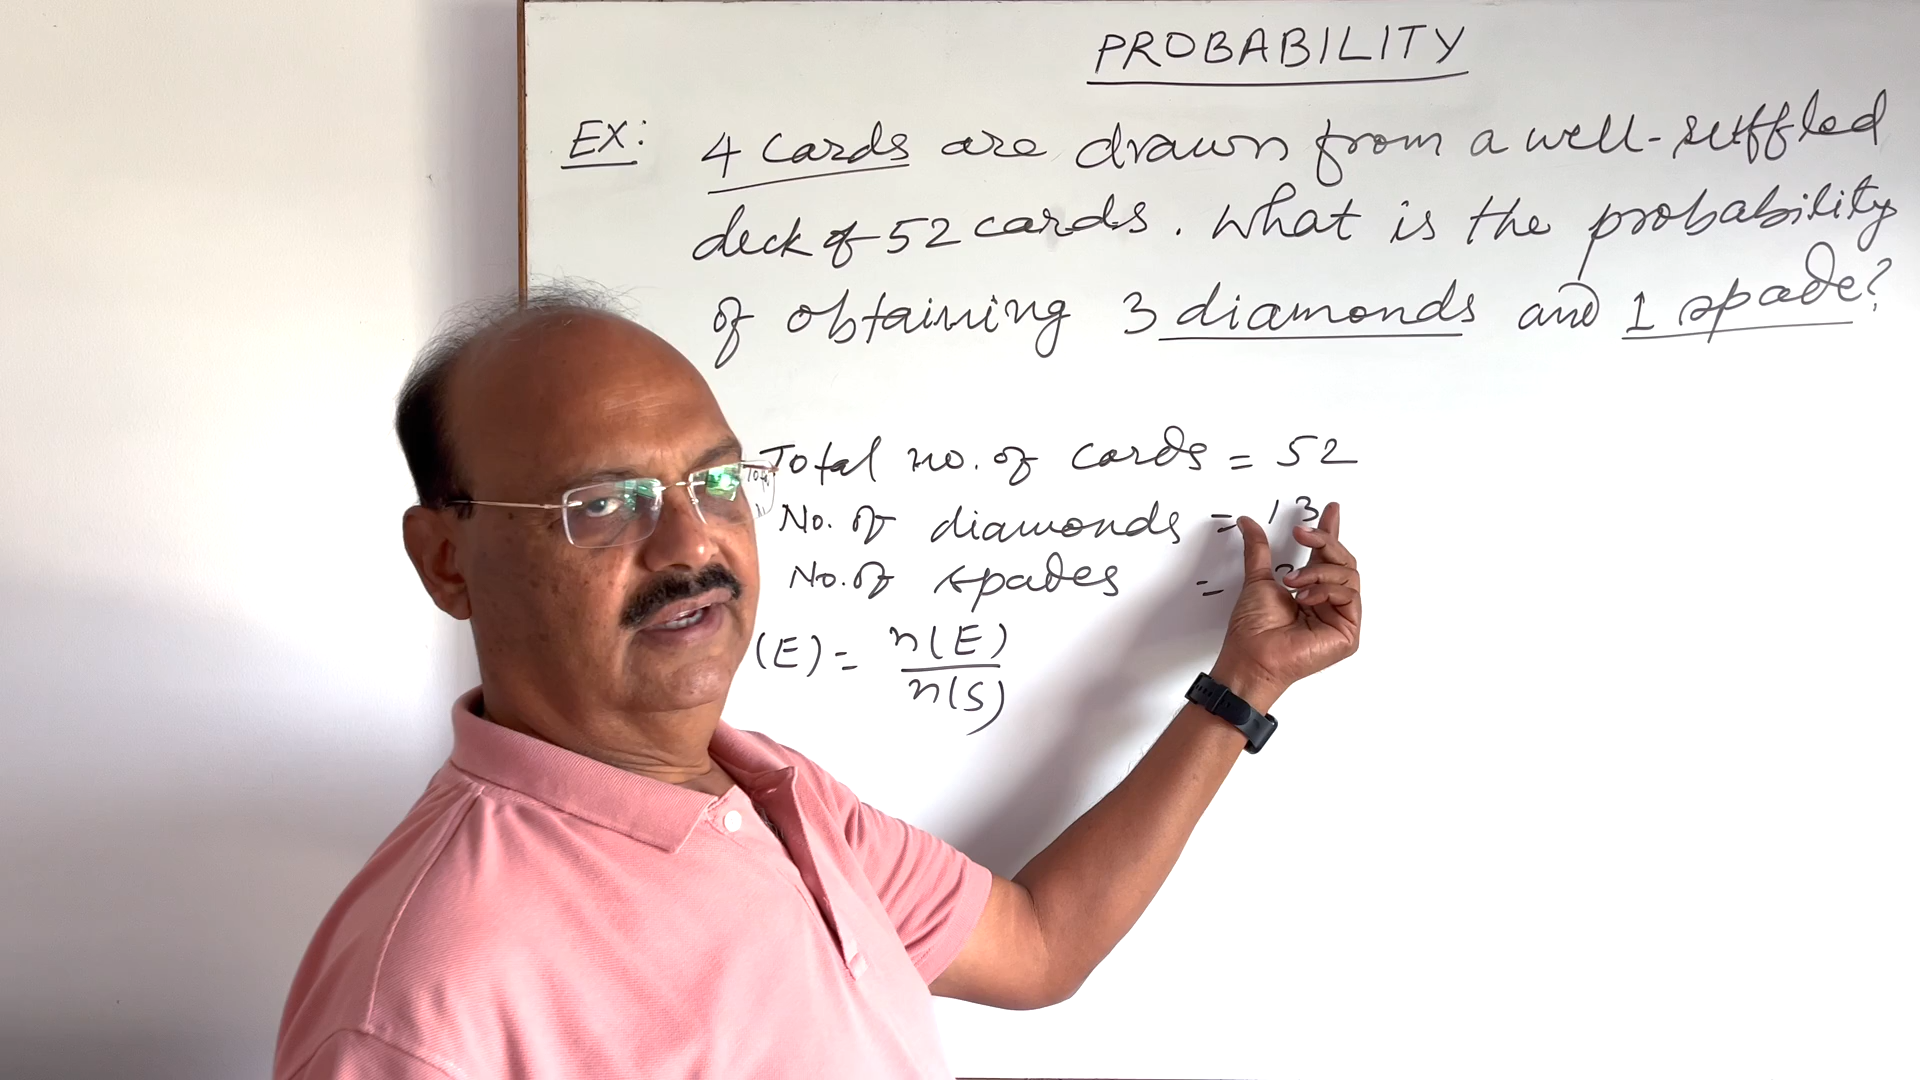 PROBABILITY
EX: 4 cards are drawn from a well-suffled
deck of 52 cards. What is the probability
of obtaining 3 diamonds and 1 spade?
Total no. of cards = 52
No. of diamonds = 13
No. of spades =
(E) = n(E)
n(S)